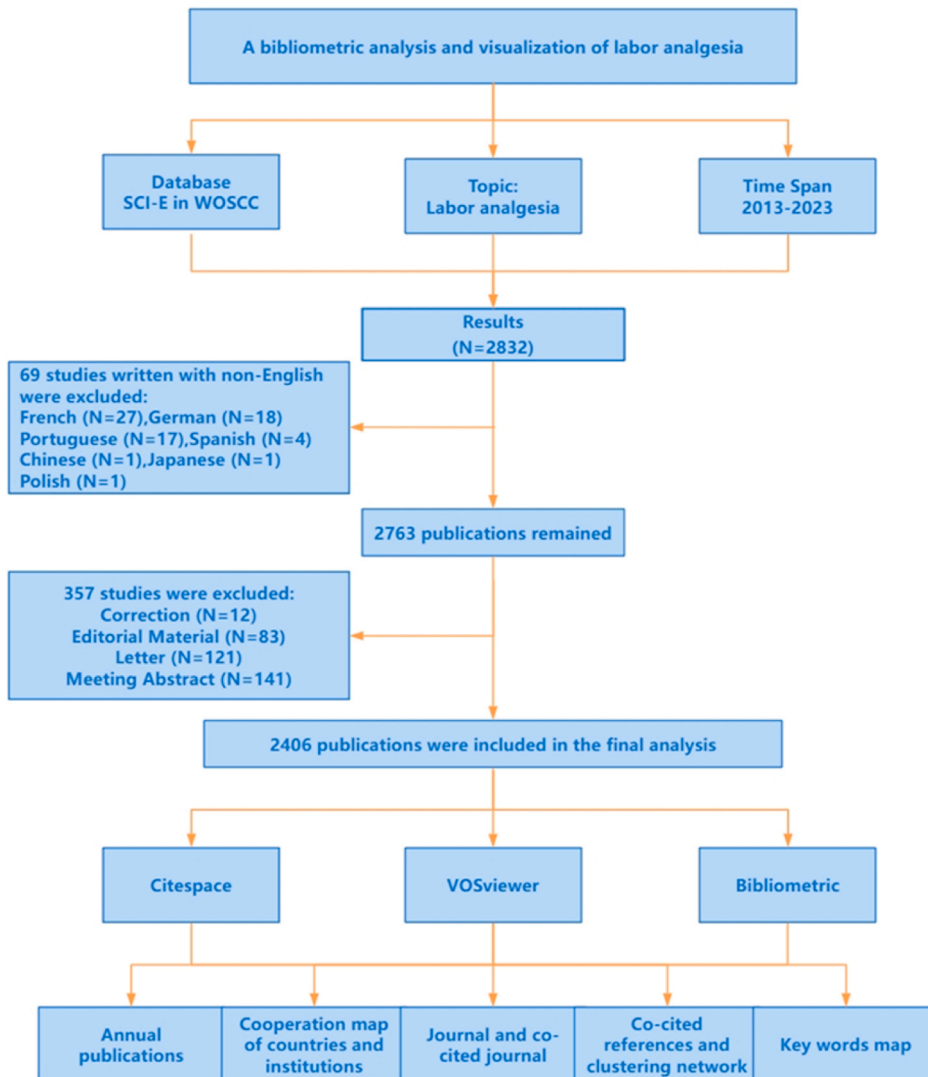 A bibliometric analysis and visualization of labor analgesia
Database
SCI-E in WOSCC
Topic:
Labor analgesia
Time Span
2013-2023
Results
(N=2832)
69 studies written with non-English
were excluded:
French (N=27),German (N=18)
Portuguese (N=17),Spanish (N=4)
Chinese (N=1),Japanese (N=1)
Polish (N=1)
2763 publications remained
357 studies were excluded:
Correction (N=12)
Editorial Material (N=83)
Letter (N=121)
Meeting Abstract (N=141)
2406 publications were included in the final analysis
Citespace
VOSviewer
Bibliometric
Annual
publications
Cooperation map
of countries and
institutions
Journal and co-
cited journal
Co-cited
references and
clustering network
Key words map